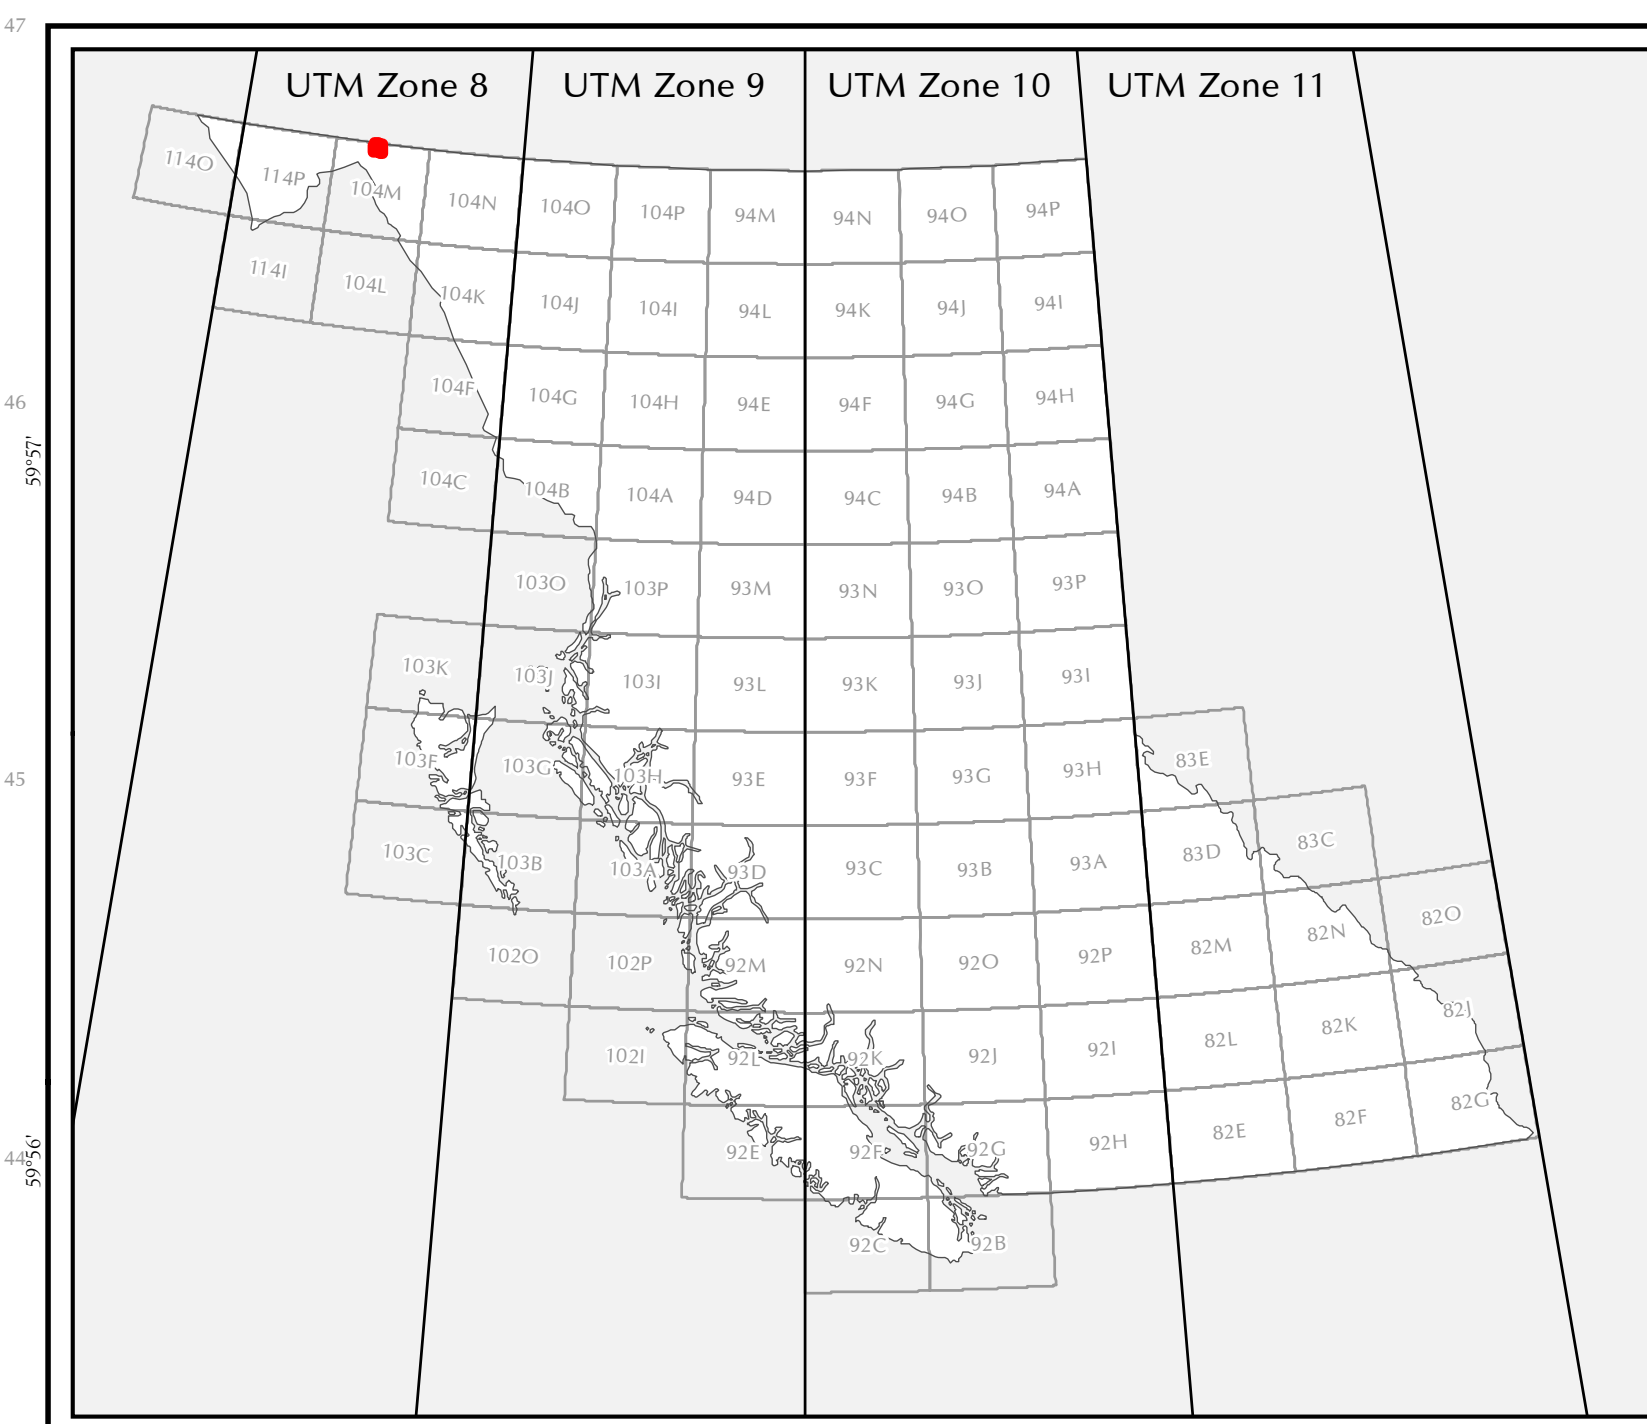 47
UTM Zone 8 UTM Zone 9 UTM Zone 10 UTM Zone 11
114O 114P 104M 104N 104O 104P 94M 94N 94O 94P
114I 104L 104K 104J 104I 94L 94K 94J 94I
46
104F 104G 104H 94E 94F 94G 94H
59°57'
104C 104B 104A 94D 94C 94B 94A
103O 103P 93M 93N 93O 93P
103K 103J 103I 93L 93K 93J 93I
45
103F 103G 103H 93E 93F 93G 93H 83E
103C 103B 103A 93D 93C 93B 93A 83D 83C
102O 102P 92M 92N 92O 92P 82M 82N 82O
102I 92L 92K 92J 92I 82L 82K 82J
44
59°56'
92E 92F 92G 92H 82E 82F 82G
92C 92B